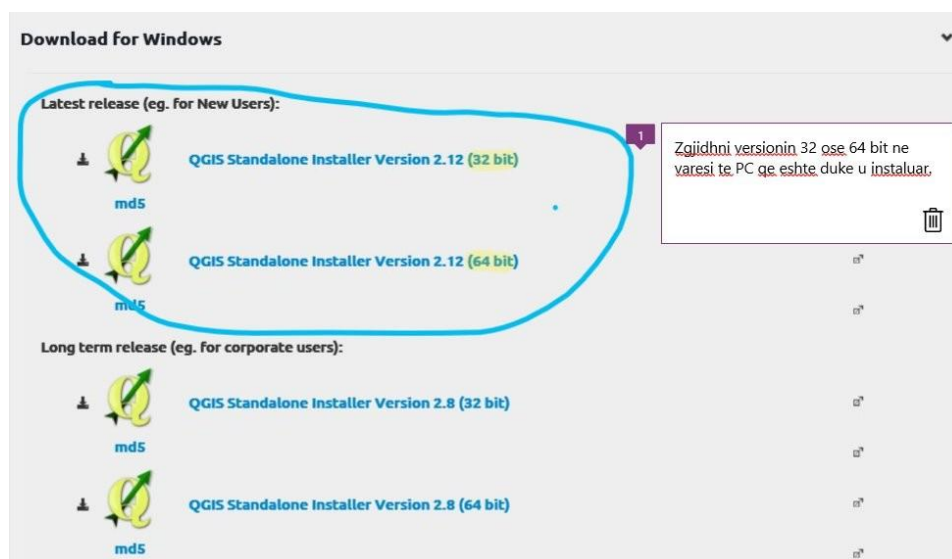 Download for Windows
Latest release (eg. for New Users):
QGIS Standalone Installer Version 2.12 (32 bit)
md5
QGIS Standalone Installer Version 2.12 (64 bit)
md5
1
Zgjidhni versionin 32 ose 64 bit ne
varesi te PC qe eshte duke u instaluar.
Long term release (eg. for corporate users):
QGIS Standalone Installer Version 2.8 (32 bit)
md5
QGIS Standalone Installer Version 2.8 (64 bit)
md5